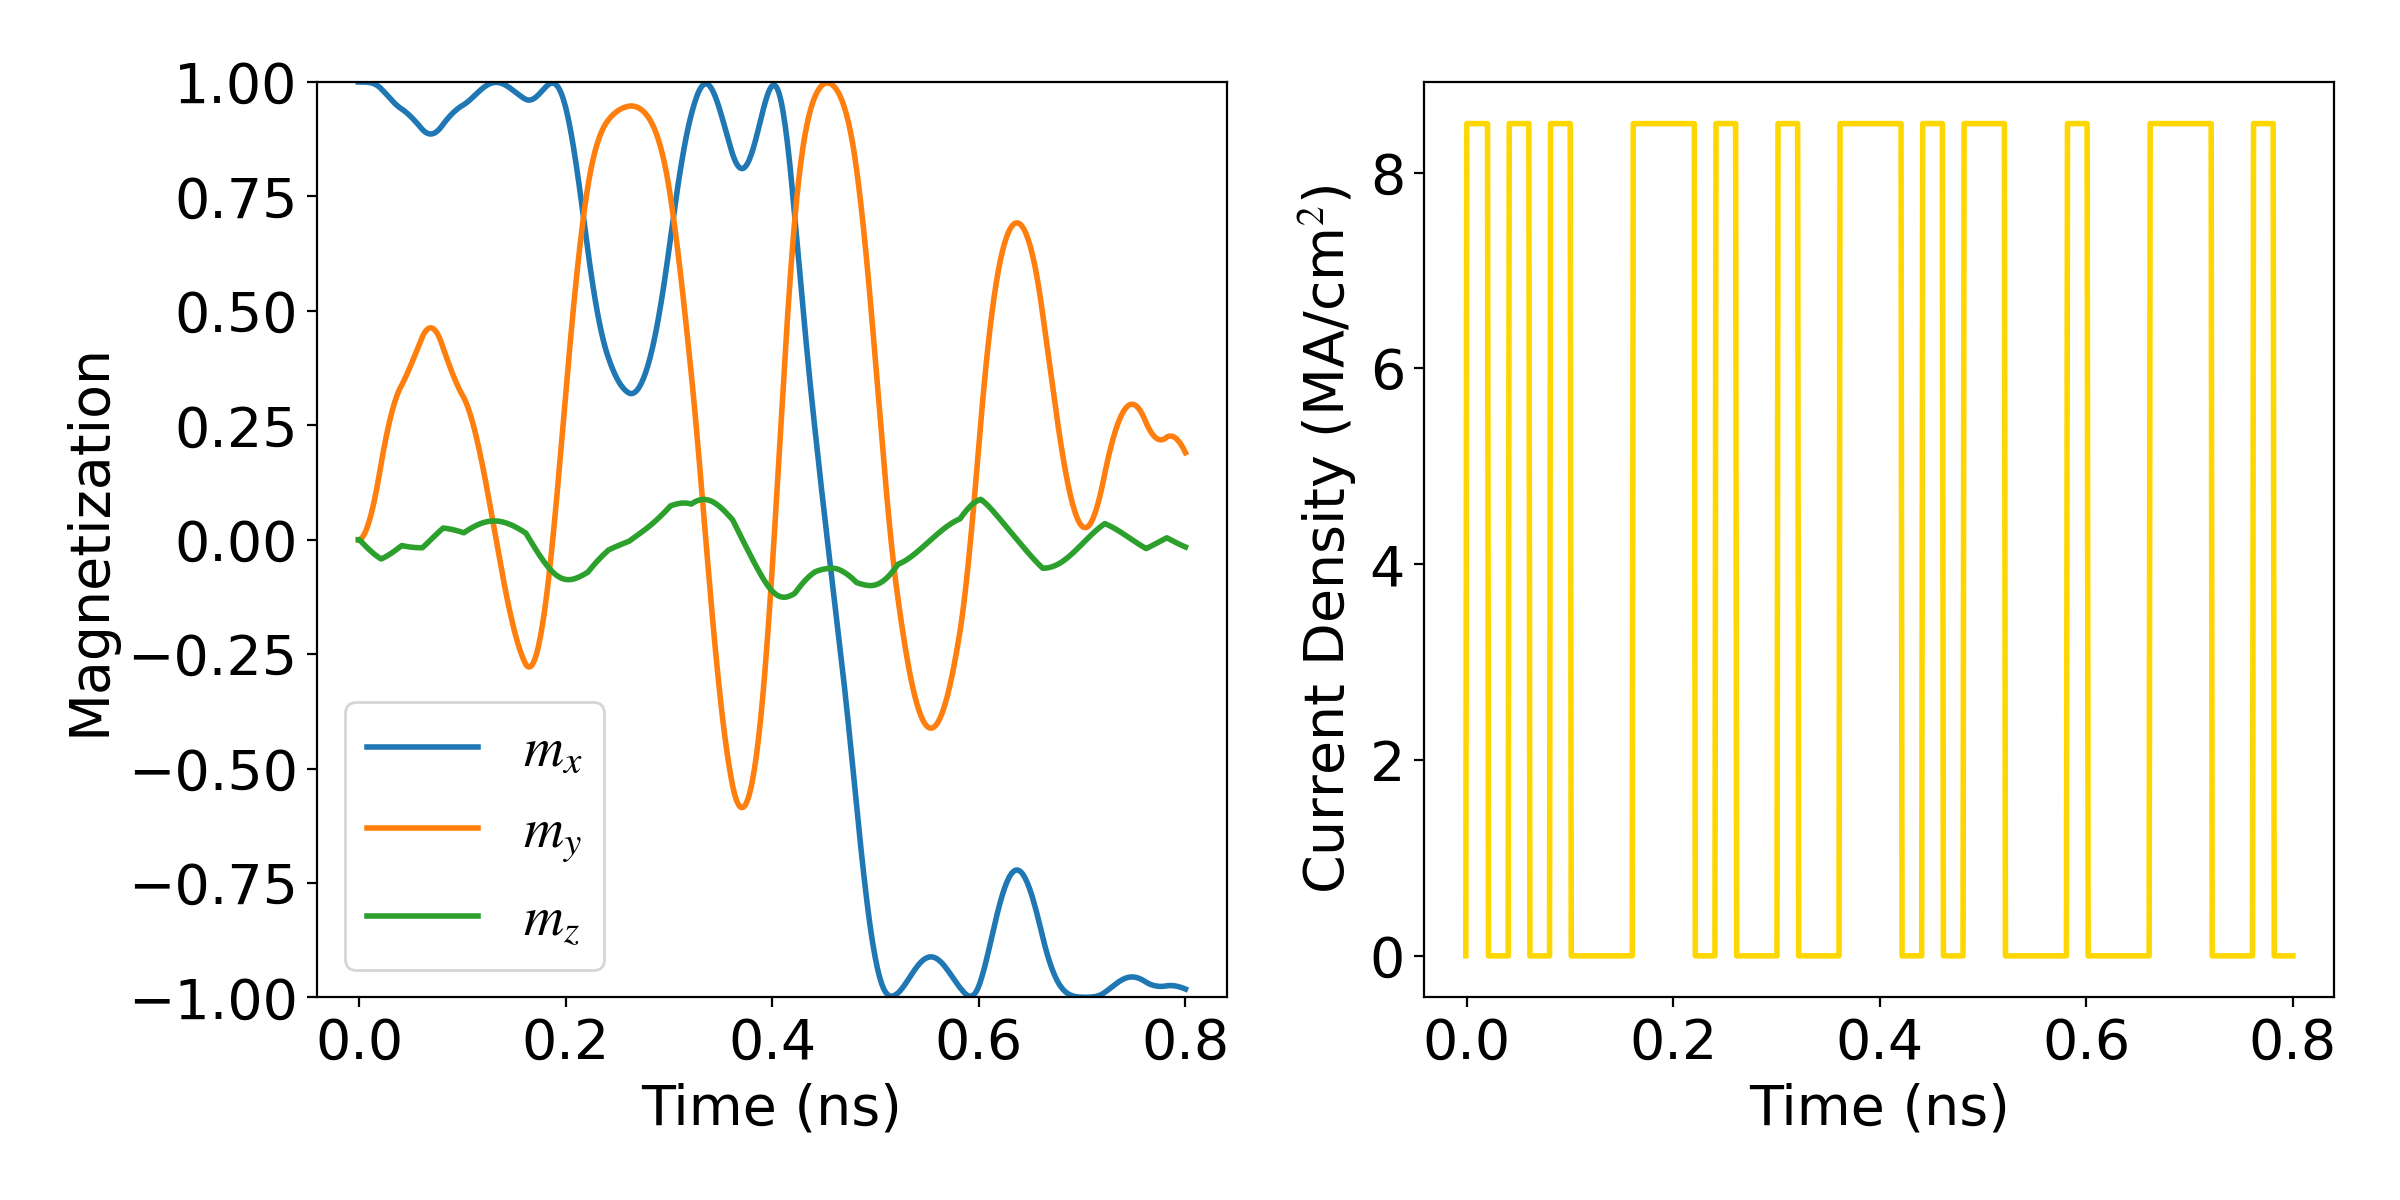 Magnetization
1.00
0.75
0.50
0.25
0.00
−0.25
−0.50
−0.75
−1.00
m_x
m_y
m_z
0.0 0.2 0.4 0.6 0.8
Time (ns)
Current Density (MA/cm²)
8
6
4
2
0
0.0 0.2 0.4 0.6 0.8
Time (ns)